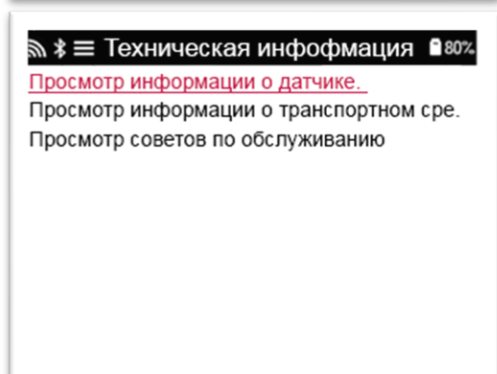 Техническая инфофмация 80%
Просмотр информации о датчике.
Просмотр информации о транспортном сре.
Просмотр советов по обслуживанию